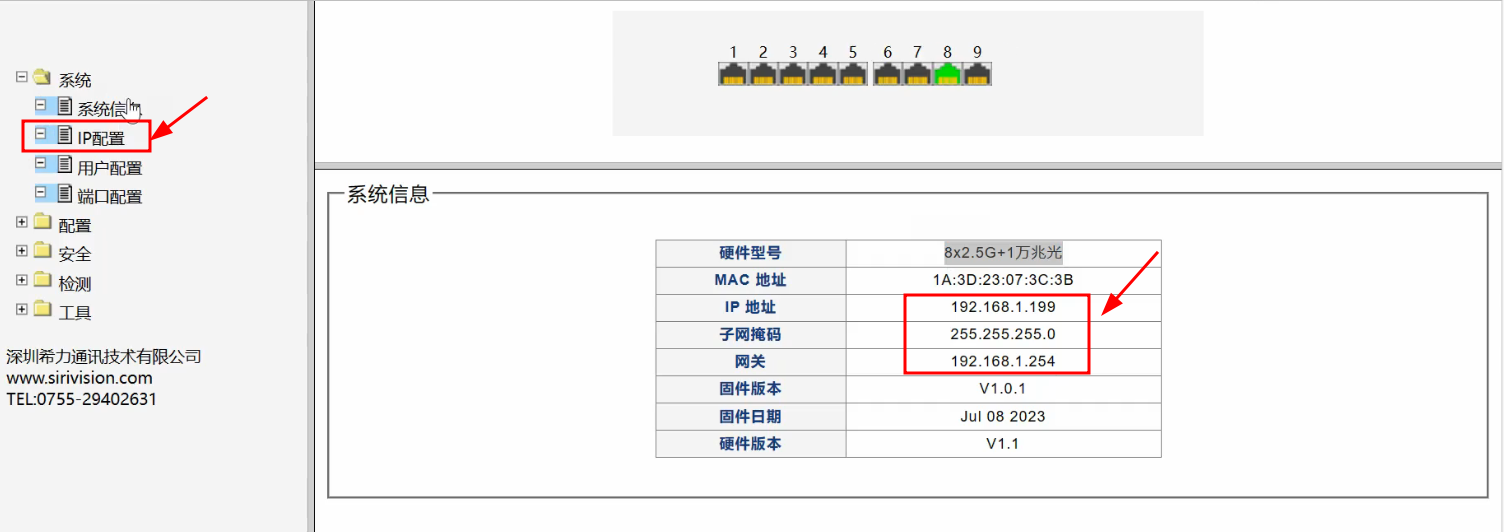 1 2 3 4 5 6 7 8 9
系统
系统信
IP配置
用户配置
端口配置
配置
安全
检测
工具
深圳希力通讯技术有限公司
www.sirivision.com
TEL:0755-29402631
系统信息
硬件型号 8x2.5G+1万兆光
MAC 地址 1A:3D:23:07:3C:3B
IP 地址 192.168.1.199
子网掩码 255.255.255.0
网关 192.168.1.254
固件版本 V1.0.1
固件日期 Jul 08 2023
硬件版本 V1.1